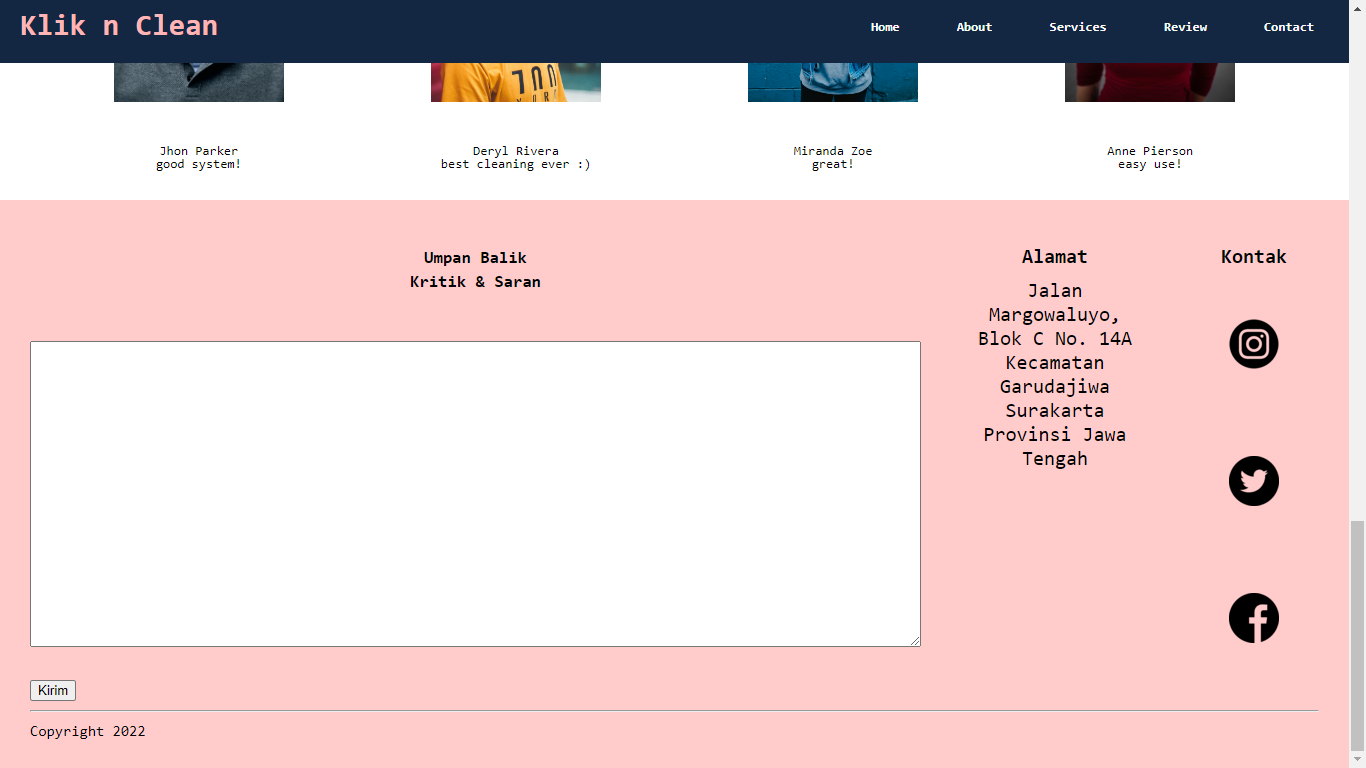 Klik n Clean
Home About Services Review Contact
Jhon Parker
good system!
Deryl Rivera
best cleaning ever :)
Miranda Zoe
great!
Anne Pierson
easy use!
Umpan Balik
Kritik & Saran
Alamat
Jalan
Margowaluyo,
Blok C No. 14A
Kecamatan
Garudajiwa
Surakarta
Provinsi Jawa
Tengah
Kontak
Kirim
Copyright 2022